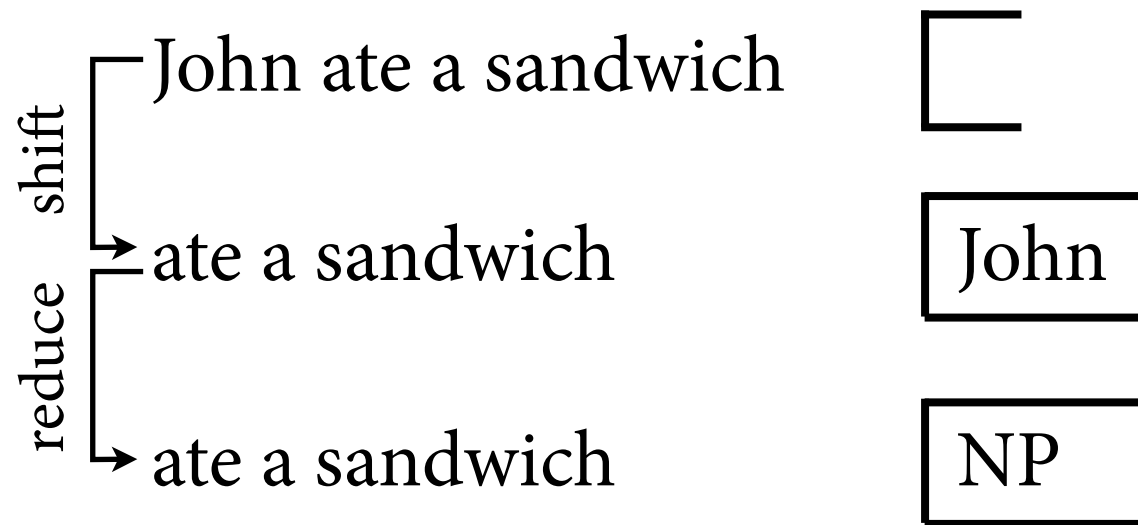 John ate a sandwich
shift
ate a sandwich
John
reduce
ate a sandwich
NP